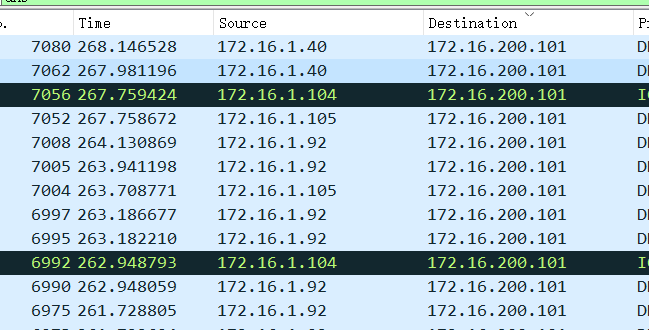 o. Time Source Destination P
7080 268.146528 172.16.1.40 172.16.200.101 D
7062 267.981196 172.16.1.40 172.16.200.101 D
7056 267.759424 172.16.1.104 172.16.200.101 I
7052 267.758672 172.16.1.105 172.16.200.101 D
7008 264.130869 172.16.1.92 172.16.200.101 D
7005 263.941198 172.16.1.92 172.16.200.101 D
7004 263.708771 172.16.1.105 172.16.200.101 D
6997 263.186677 172.16.1.92 172.16.200.101 D
6995 263.182210 172.16.1.92 172.16.200.101 D
6992 262.948793 172.16.1.104 172.16.200.101 I
6990 262.948059 172.16.1.92 172.16.200.101 D
6975 261.728805 172.16.1.92 172.16.200.101 D